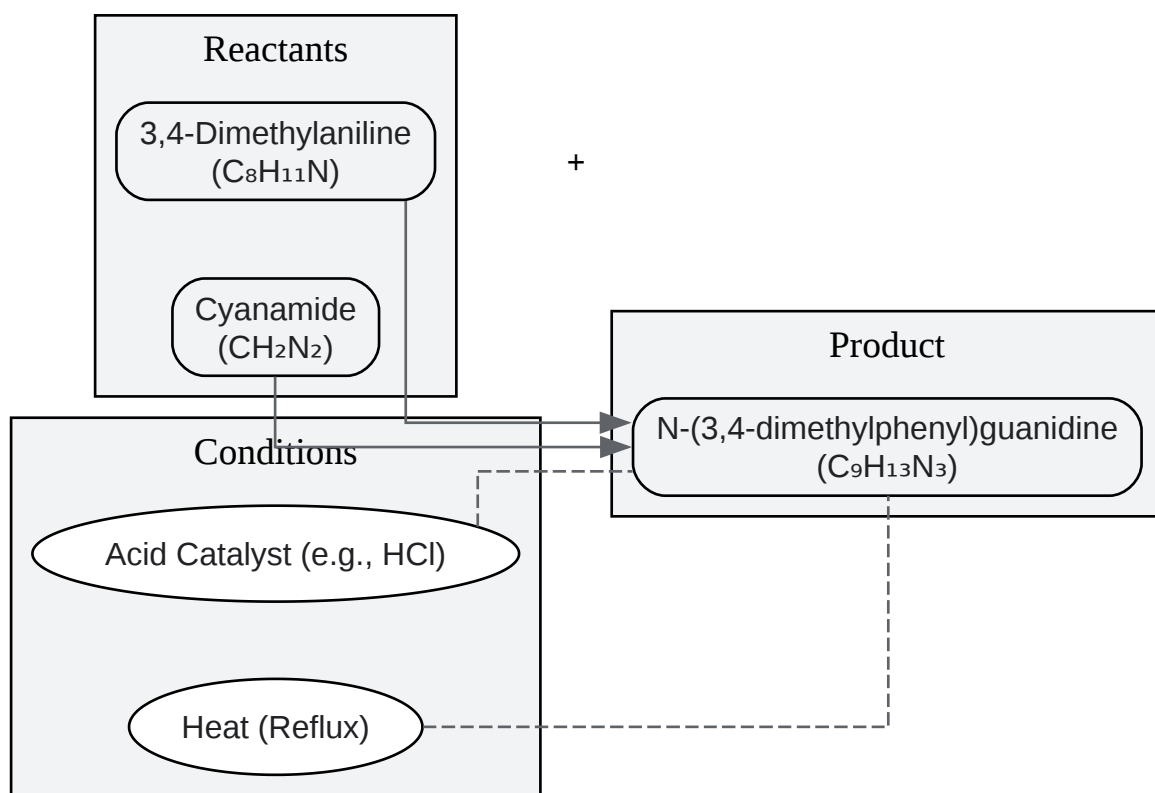 Reactants
3,4-Dimethylaniline
(C₈H₁₁N)
+
Cyanamide
(CH₂N₂)
Product
N-(3,4-dimethylphenyl)guanidine
(C₉H₁₃N₃)
Conditions
Acid Catalyst (e.g., HCl)
Heat (Reflux)